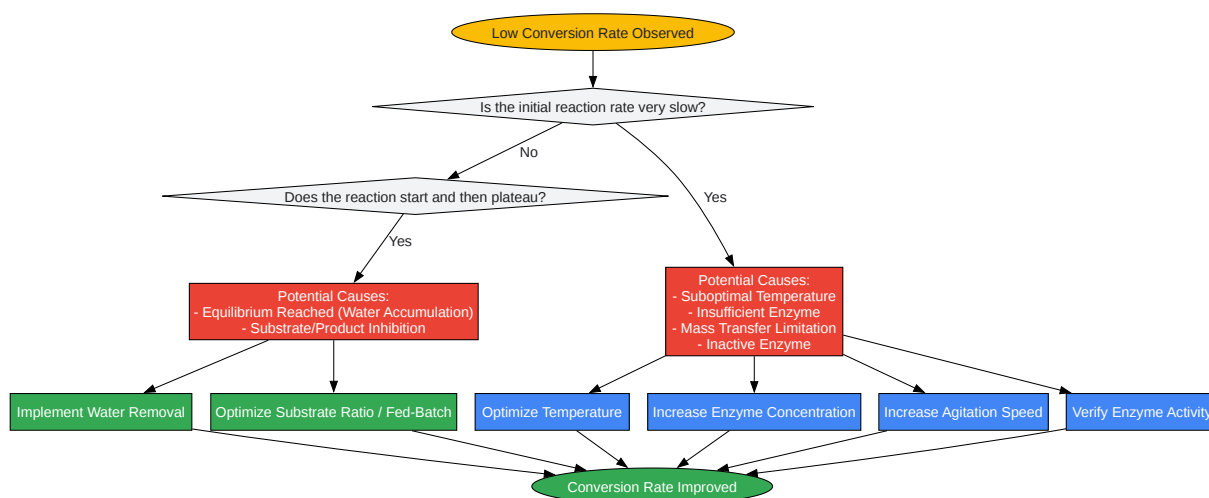 Low Conversion Rate Observed
Is the initial reaction rate very slow?
No
Does the reaction start and then plateau?
Yes
Yes
Potential Causes:
- Equilibrium Reached (Water Accumulation)
- Substrate/Product Inhibition
Potential Causes:
- Suboptimal Temperature
- Insufficient Enzyme
- Mass Transfer Limitation
- Inactive Enzyme
Implement Water Removal
Optimize Substrate Ratio / Fed-Batch
Optimize Temperature
Increase Enzyme Concentration
Increase Agitation Speed
Verify Enzyme Activity
Conversion Rate Improved